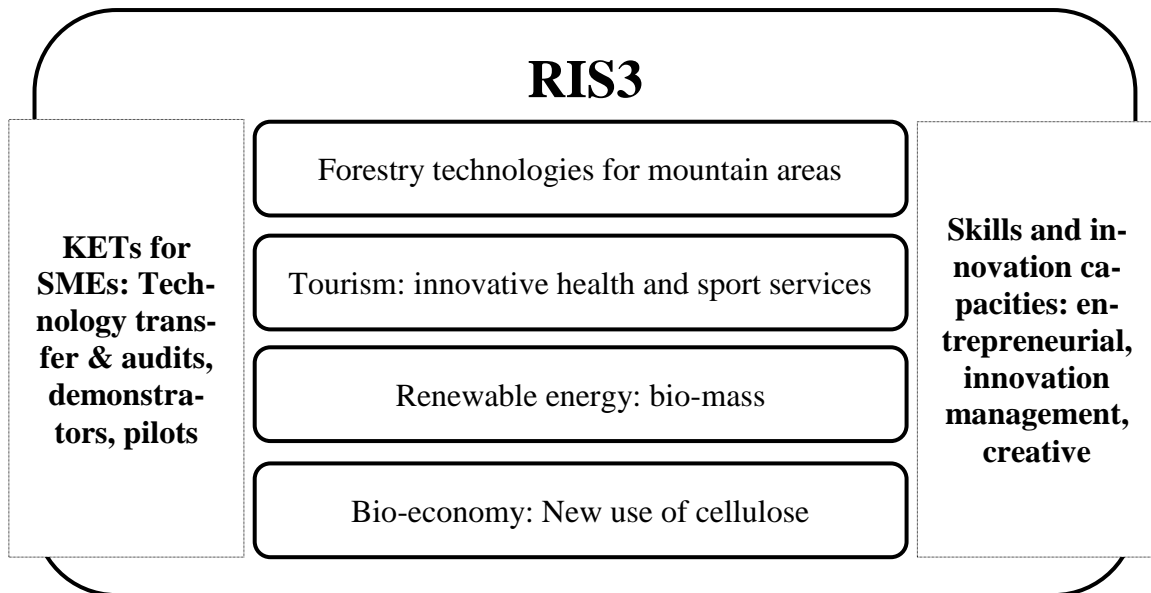 RIS3
KETs for
SMEs: Tech-
nology trans-
fer & audits,
demonstra-
tors, pilots
Forestry technologies for mountain areas
Tourism: innovative health and sport services
Renewable energy: bio-mass
Bio-economy: New use of cellulose
Skills and in-
novation ca-
pacities: en-
trepreneurial,
innovation
management,
creative